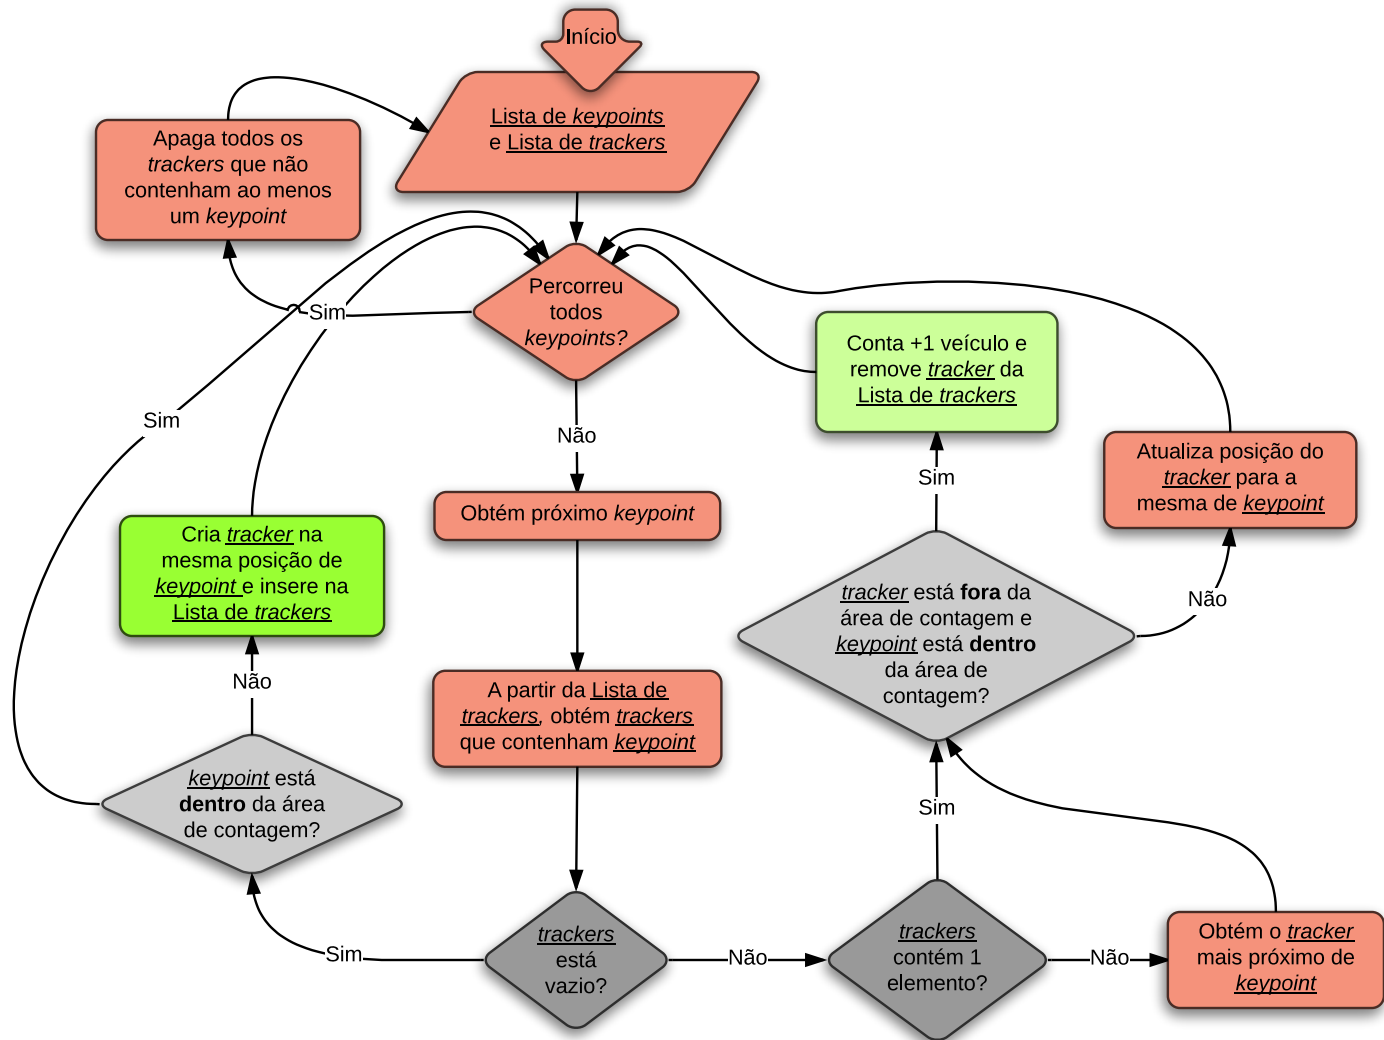 Início
Lista de keypoints
e Lista de trackers
Apaga todos os
trackers que não
contenham ao menos
um keypoint
Percorreu
todos
keypoints?
Sim
Sim
Não
Conta +1 veículo e
remove tracker da
Lista de trackers
Atualiza posição do
tracker para a
mesma de keypoint
Sim
Obtém próximo keypoint
Cria tracker na
mesma posição de
keypoint e insere na
Lista de trackers
tracker está fora da
área de contagem e
keypoint está dentro
da área de
contagem?
Não
Não
A partir da Lista de
trackers, obtém trackers
que contenham keypoint
keypoint está
dentro da área
de contagem?
Sim
Sim
trackers
está
vazio?
Não
trackers
contém 1
elemento?
Não
Obtém o tracker
mais próximo de
keypoint